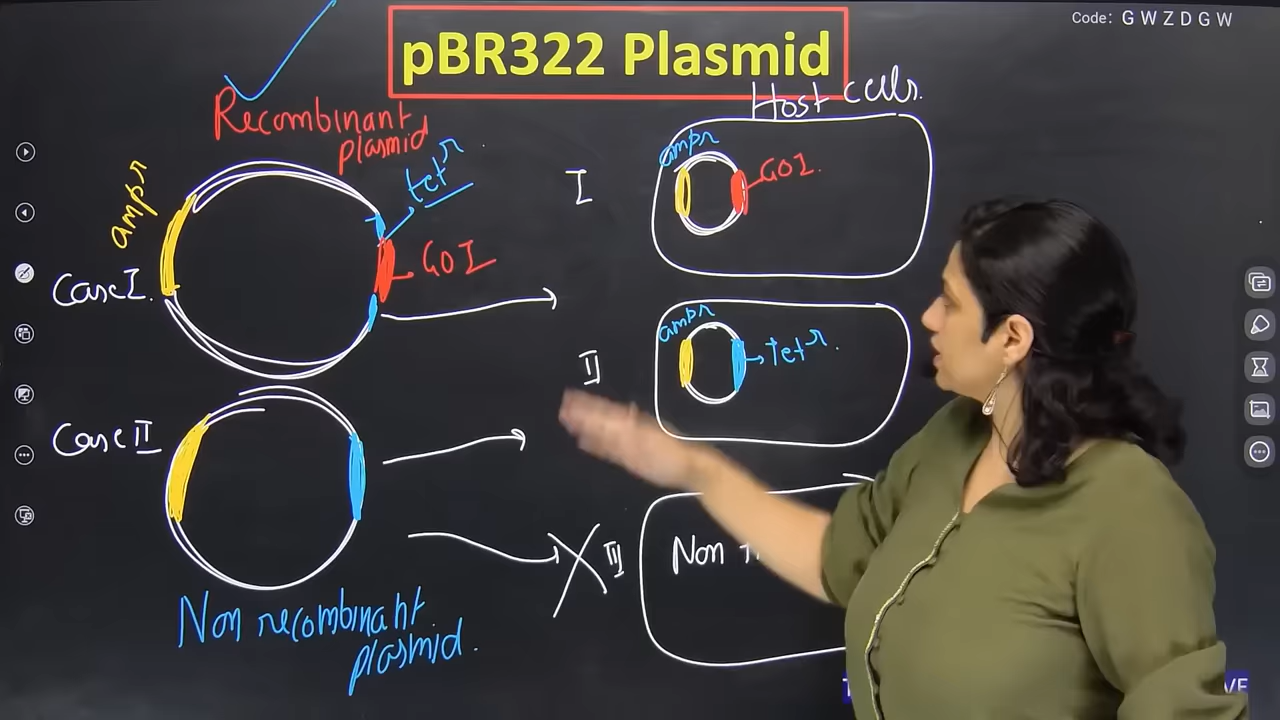 Code: G W Z D G W
pBR322 Plasmid
Host cells.
Recombinant
plasmid
tetr
ampr
GOI
Case I.
I
ampr
GOI
II
ampr
tetr.
Case II
III
Non
Non recombinant
plasmid.